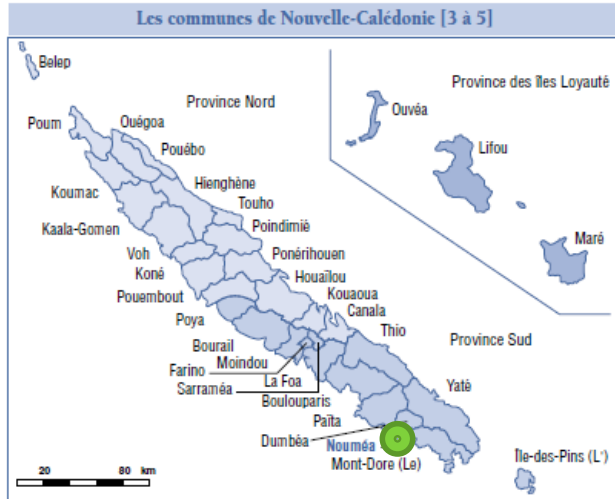 Les communes de Nouvelle-Calédonie [3 à 5]
Belep
Province Nord
Province des îles Loyauté
Ouvéa
Lifou
Maré
Poum
Ouégoa
Pouébo
Koumac
Hienghène
Touho
Kaala-Gomen
Poindimié
Voh
Ponérihouen
Koné
Houaïlou
Pouembout
Kouaoua
Canala
Poya
Thio
Province Sud
Bourail
Moindou
Farino
La Foa
Sarraméa
Boulouparis
Yaté
Païta
Dumbéa
Nouméa
Mont-Dore (Le)
Île-des-Pins (L')
20 80 km